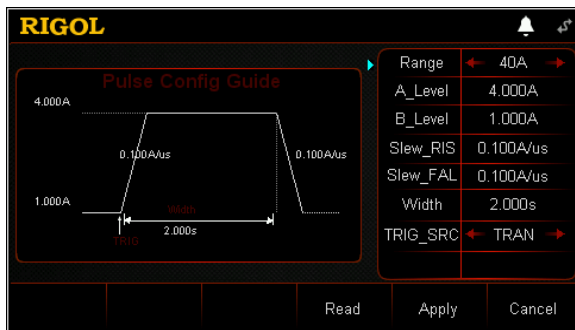 RIGOL
Pulse Config Guide
4.000A
0.100A/us
0.100A/us
1.000A
Width
2.000s
TRIG
Range 40A
A_Level 4.000A
B_Level 1.000A
Slew_RIS 0.100A/us
Slew_FAL 0.100A/us
Width 2.000s
TRIG_SRC TRAN
Read Apply Cancel